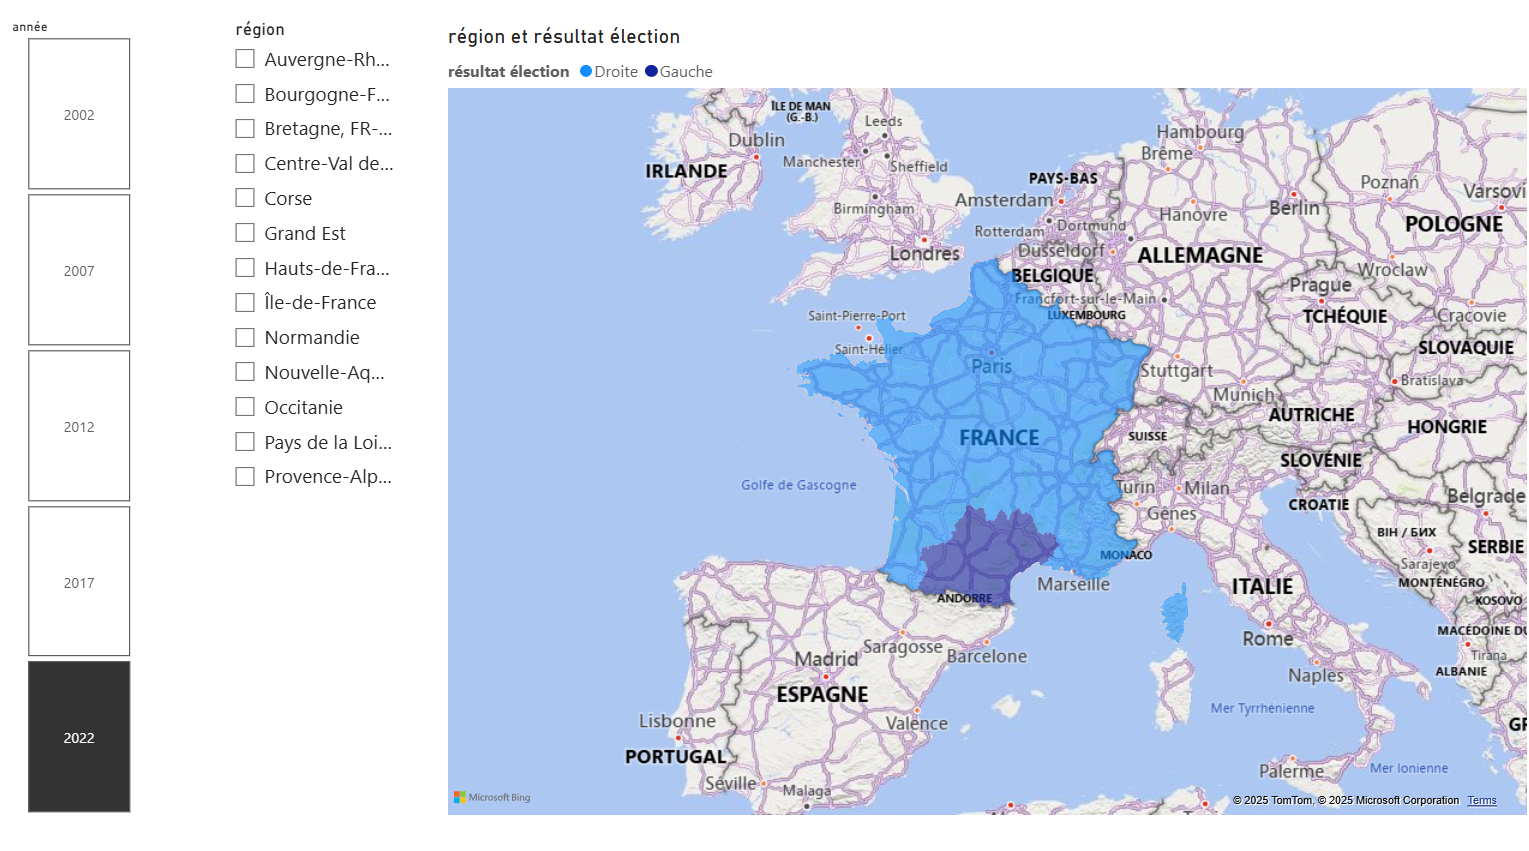 année
2002
2007
2012
2017
2022
région
Auvergne-Rh...
Bourgogne-F...
Bretagne, FR-...
Centre-Val de...
Corse
Grand Est
Hauts-de-Fra...
Île-de-France
Normandie
Nouvelle-Aq...
Occitanie
Pays de la Loi...
Provence-Alp...
région et résultat élection
résultat élection Droite Gauche
ÎLE DE MAN
(G.-B.)
Leeds
Dublin
Manchester
Sheffield
IRLANDE
Birmingham
Londres
PAYS-BAS
Amsterdam
Rotterdam
Dortmund
Düsseldorf
Hambourg
Brême
Hanovre
Berlin
Poznań
Varsovi
POLOGNE
ALLEMAGNE
Wroclaw
BELGIQUE
Francfort-sur-le-Main
LUXEMBOURG
Prague
TCHÉQUIE
Cracovie
Saint-Pierre-Port
Saint-Hélier
Paris
Stuttgart
Munich
SLOVAQUIE
Bratislava
AUTRICHE
HONGRIE
FRANCE
SUISSE
SLOVÉNIE
Golfe de Gascogne
Turin
Milan
Gênes
CROATIE
Belgrade
BIH / БИХ
SERBIE
Sarajevo
MONACO
Marseille
ANDORRE
MONTÉNÉGRO
KOSOVO
ITALIE
Rome
MACÉDOINE DU
Tirana
ALBANIE
Naples
Saragosse
Barcelone
Madrid
ESPAGNE
Valence
Mer Tyrrhénienne
Lisbonne
PORTUGAL
Séville
Malaga
Palerme
Mer Ionienne
Microsoft Bing
© 2025 TomTom, © 2025 Microsoft Corporation Terms